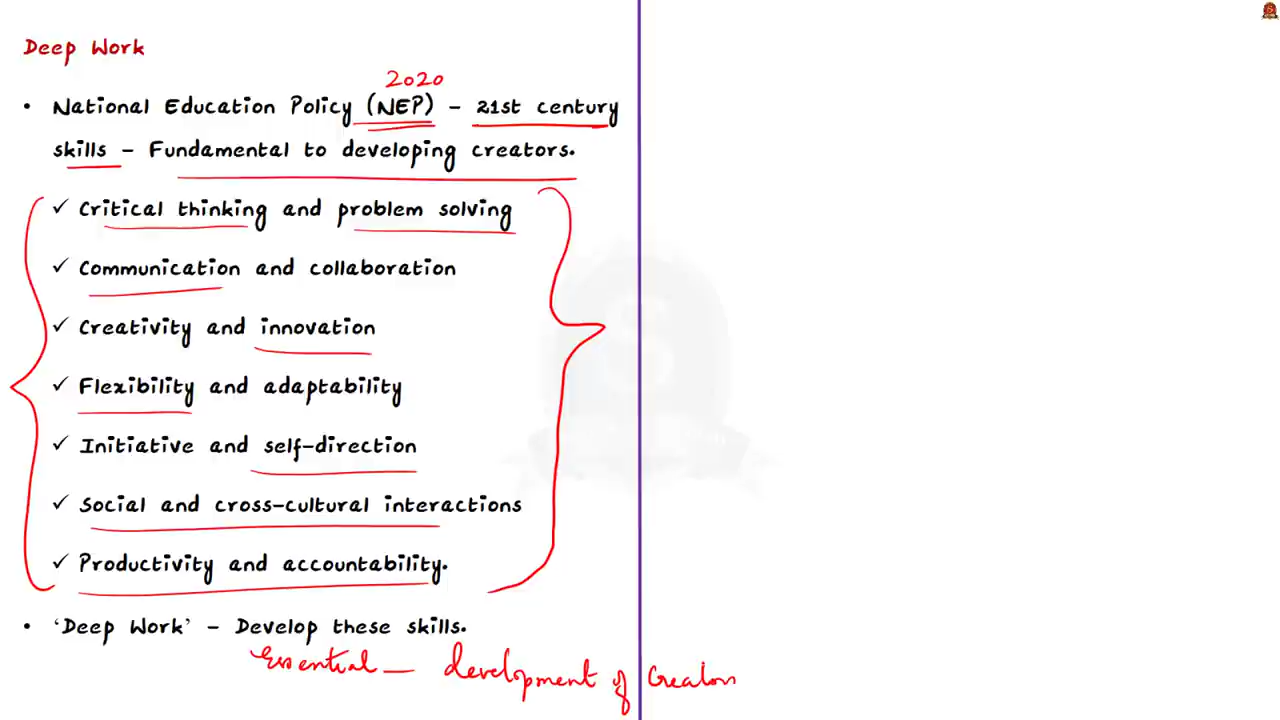 Deep Work
2020
• National Education Policy (NEP) – 21st century
skills – Fundamental to developing creators.
✓ Critical thinking and problem solving
✓ Communication and collaboration
✓ Creativity and innovation
✓ Flexibility and adaptability
✓ Initiative and self-direction
✓ Social and cross-cultural interactions
✓ Productivity and accountability.
• ‘Deep Work’ – Develop these skills.
Essential — development of Creators